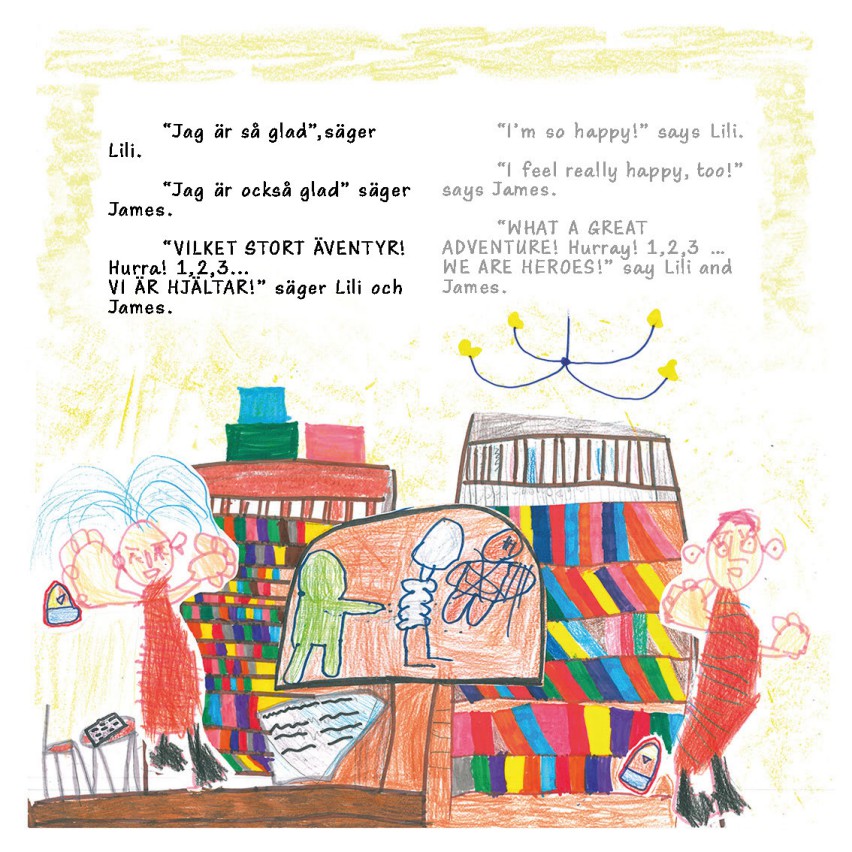 “Jag är så glad”,säger
Lili.
“Jag är också glad” säger
James.
“VILKET STORT ÄVENTYR!
Hurra! 1,2,3...
VI ÄR HJÄLTAR!” säger Lili och
James.
“I’m so happy!” says Lili.
“I feel really happy, too!”
says James.
“WHAT A GREAT
ADVENTURE! Hurray! 1,2,3 ...
WE ARE HEROES!” say Lili and
James.